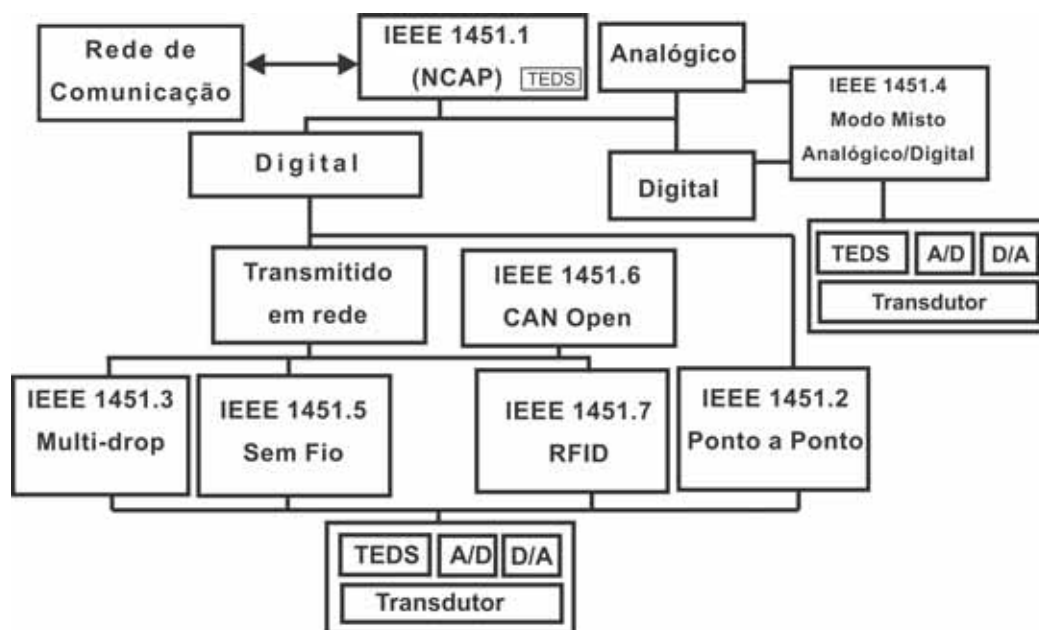 Rede de
Comunicação
IEEE 1451.1
(NCAP) TEDS
Analógico
IEEE 1451.4
Modo Misto
Analógico/Digital
Digital
Digital
TEDS A/D D/A
Transdutor
Transmitido
em rede
IEEE 1451.6
CAN Open
IEEE 1451.3
Multi-drop
IEEE 1451.5
Sem Fio
IEEE 1451.7
RFID
IEEE 1451.2
Ponto a Ponto
TEDS A/D D/A
Transdutor